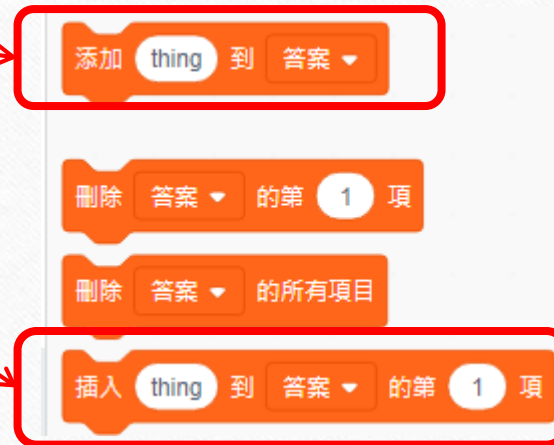 添加 thing 到 答案
刪除 答案 的第 1 項
刪除 答案 的所有項目
插入 thing 到 答案 的第 1 項